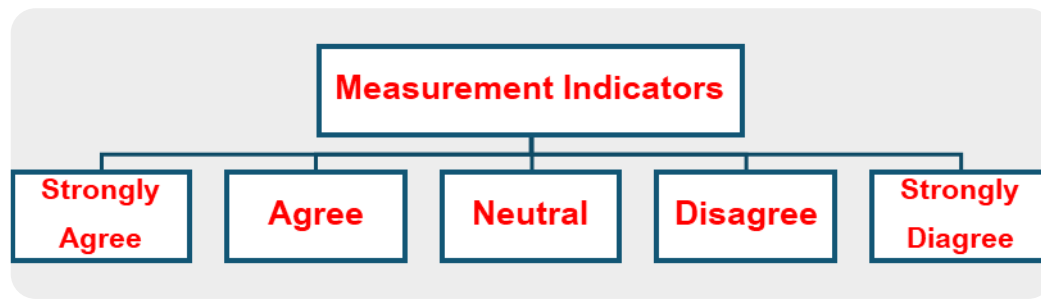 Measurement Indicators
Strongly
Agree
Agree
Neutral
Disagree
Strongly
Diagree